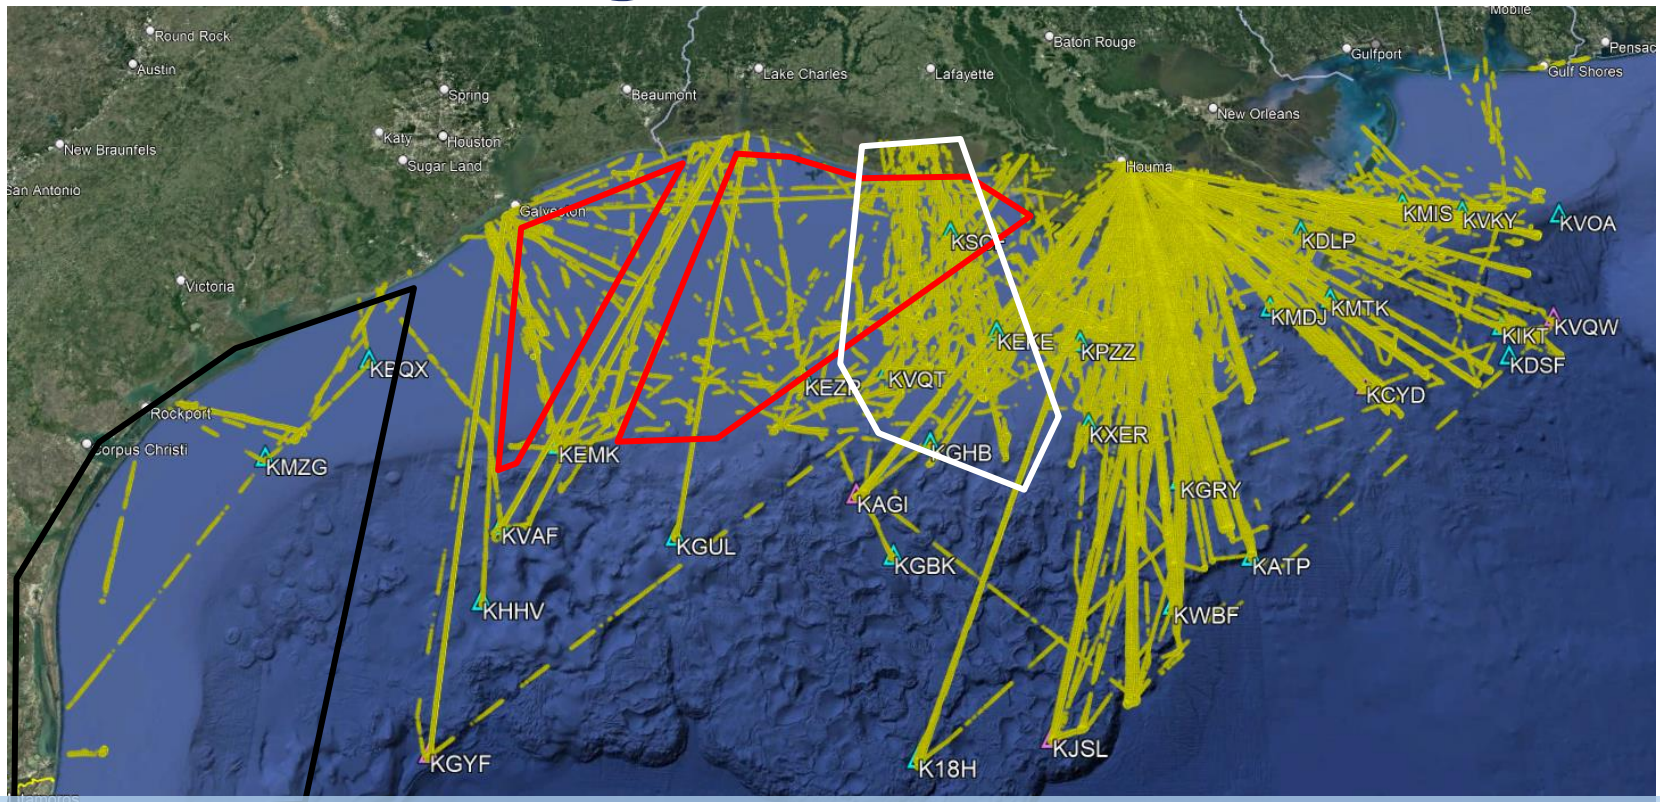 Mobile
Round Rock
Baton Rouge
Gulfport
Pensac
Austin
Lake Charles
Lafayette
Gulf Shores
Spring
Beaumont
New Orleans
Katy
Houston
New Braunfels
Sugar Land
Houma
San Antonio
Galveston
KMIS
KVKY
KVOA
KSCF
KDLP
Victoria
KMDJ
KMTK
KVQW
KIKT
KEKE
KPZZ
KDSF
KBQX
KEZP
KVQT
KCYD
Rockport
KXER
Corpus Christi
KMZG
KEMK
KGHB
KGRY
KAGI
KVAF
KGUL
KGBK
KATP
KHHV
KWBF
KGYF
K18H
KJSL